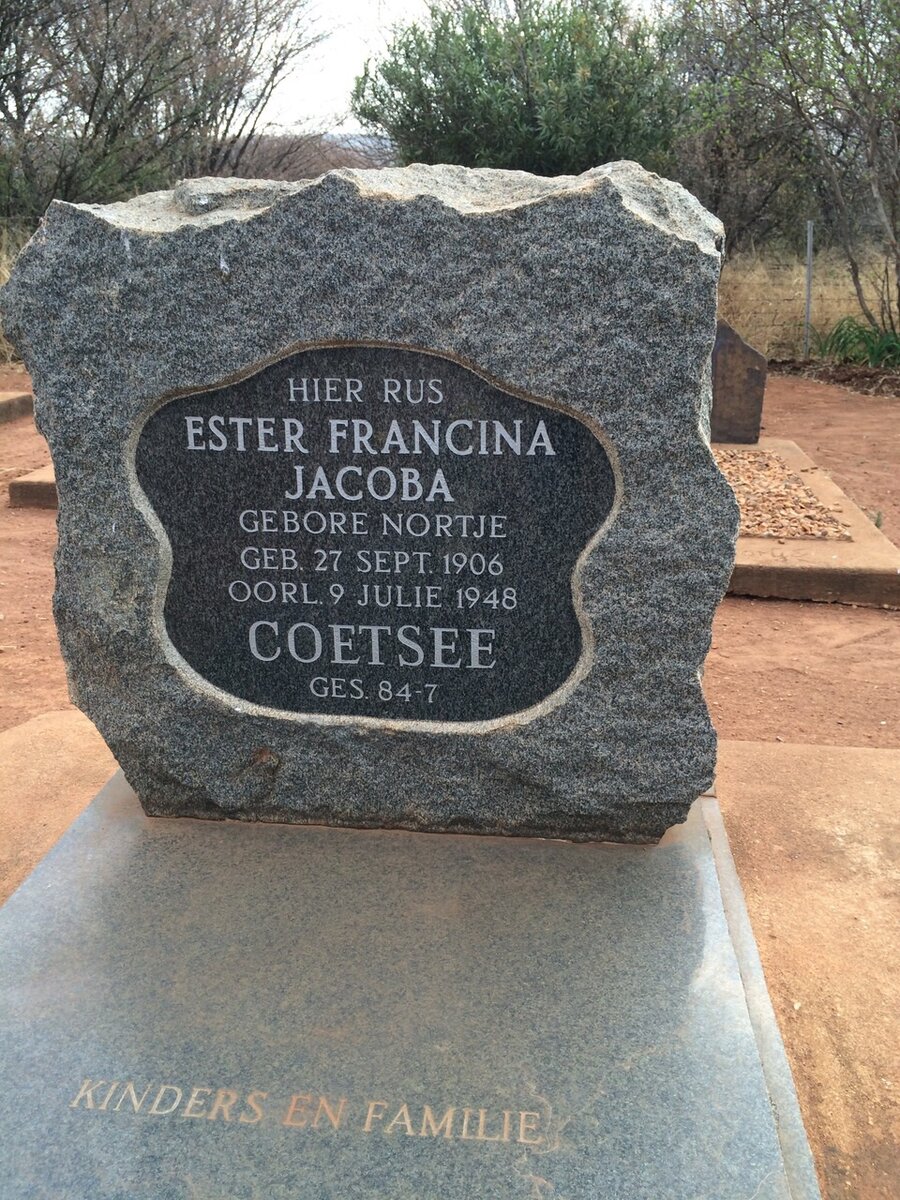 HIER RUS
ESTER FRANCINA
JACOBA
GEBORE NORTJE
GEB. 27 SEPT. 1906
OORL. 9 JULIE 1948
COETSEE
GES. 84-7
KINDERS EN FAMILIE